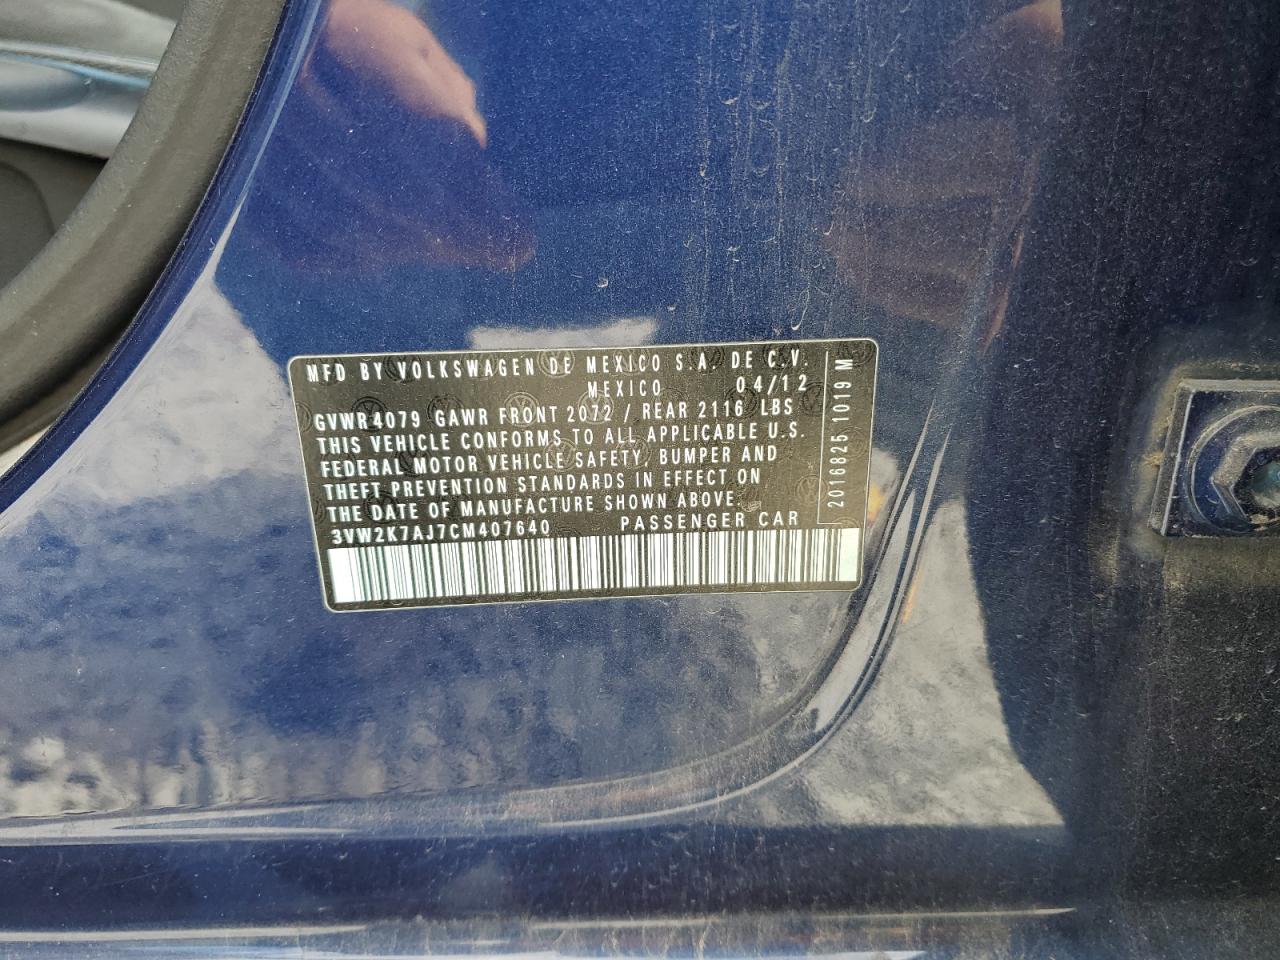 MFD BY VOLKSWAGEN DE MEXICO S.A. DE C.V.
MEXICO 04/12
GVWR 4079 GAWR FRONT 2072 / REAR 2116 LBS
THIS VEHICLE CONFORMS TO ALL APPLICABLE U.S.
FEDERAL MOTOR VEHICLE SAFETY, BUMPER AND
THEFT PREVENTION STANDARDS IN EFFECT ON
THE DATE OF MANUFACTURE SHOWN ABOVE.
3VW2K7AJ7CM407640 PASSENGER CAR
2016825 1019 M